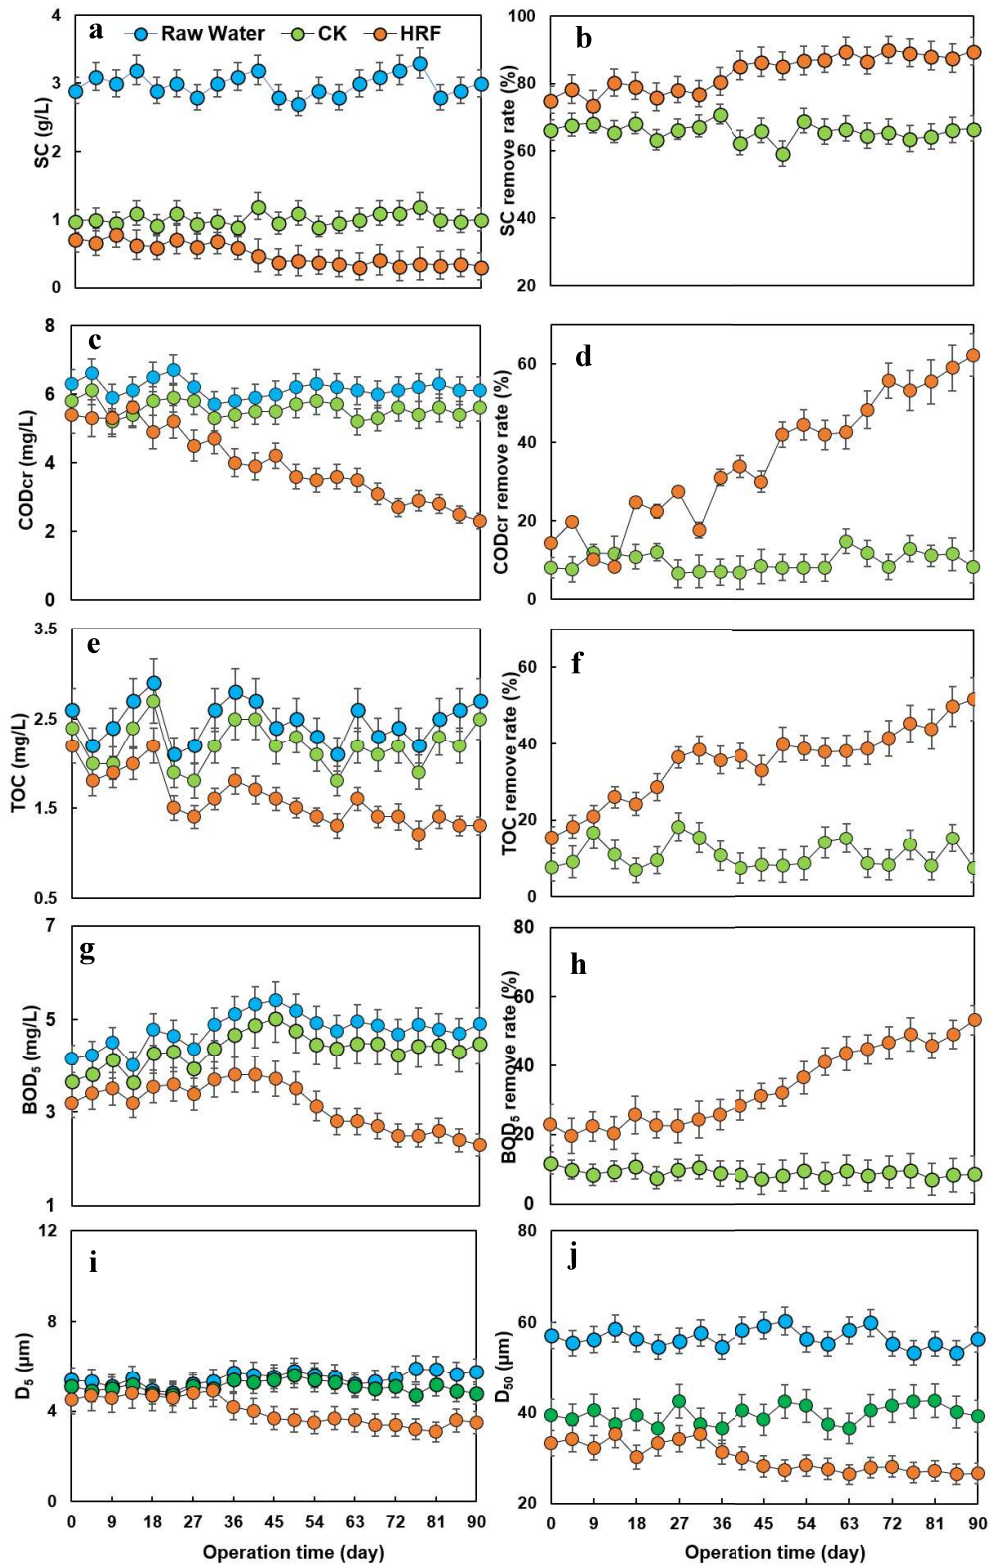 a
Raw Water
CK
HRF
4
3
2
1
0
SC (g/L)
b
100
80
60
40
20
SC remove rate (%)
c
8
6
4
2
0
CODcr (mg/L)
d
60
40
20
0
CODcr remove rate (%)
e
3.5
2.5
1.5
0.5
TOC (mg/L)
f
60
40
20
0
TOC remove rate (%)
g
7
5
3
1
BOD5 (mg/L)
h
80
60
40
20
0
BOD5 remove rate (%)
i
12
8
4
0
D5 (μm)
0 9 18 27 36 45 54 63 72 81 90
Operation time (day)
j
80
60
40
20
D50 (μm)
0 9 18 27 36 45 54 63 72 81 90
Operation time (day)